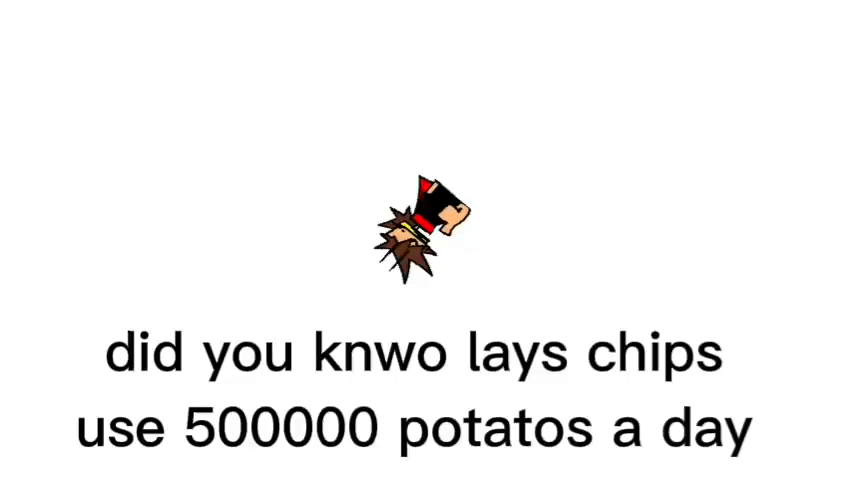 did you knwo lays chips
use 500000 potatos a day